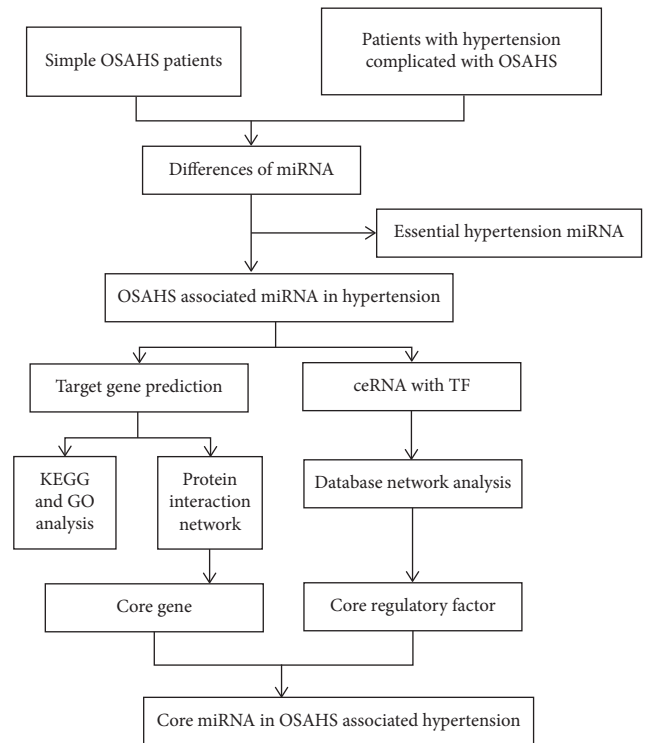 Simple OSAHS patients
Patients with hypertension
complicated with OSAHS
Differences of miRNA
Essential hypertension miRNA
OSAHS associated miRNA in hypertension
Target gene prediction
ceRNA with TF
KEGG
and GO
analysis
Protein
interaction
network
Database network analysis
Core gene
Core regulatory factor
Core miRNA in OSAHS associated hypertension